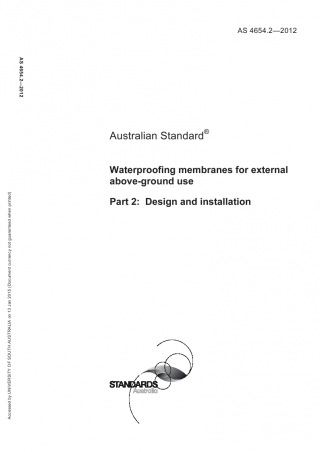 AS 4654.2—2012
AS 4654.2—2012
Australian Standard®
Waterproofing membranes for external
above-ground use
Part 2: Design and installation
Accessed by UNIVERSITY OF SOUTH AUSTRALIA on 13 Jan 2015 (Document currency not guaranteed when printed)
STANDARDS
Australia